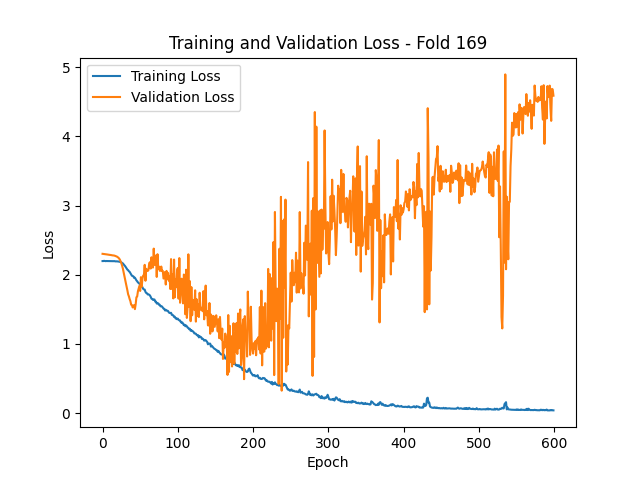 Training and Validation Loss - Fold 169
Training Loss
Validation Loss
Loss
5
4
3
2
1
0
0 100 200 300 400 500 600
Epoch